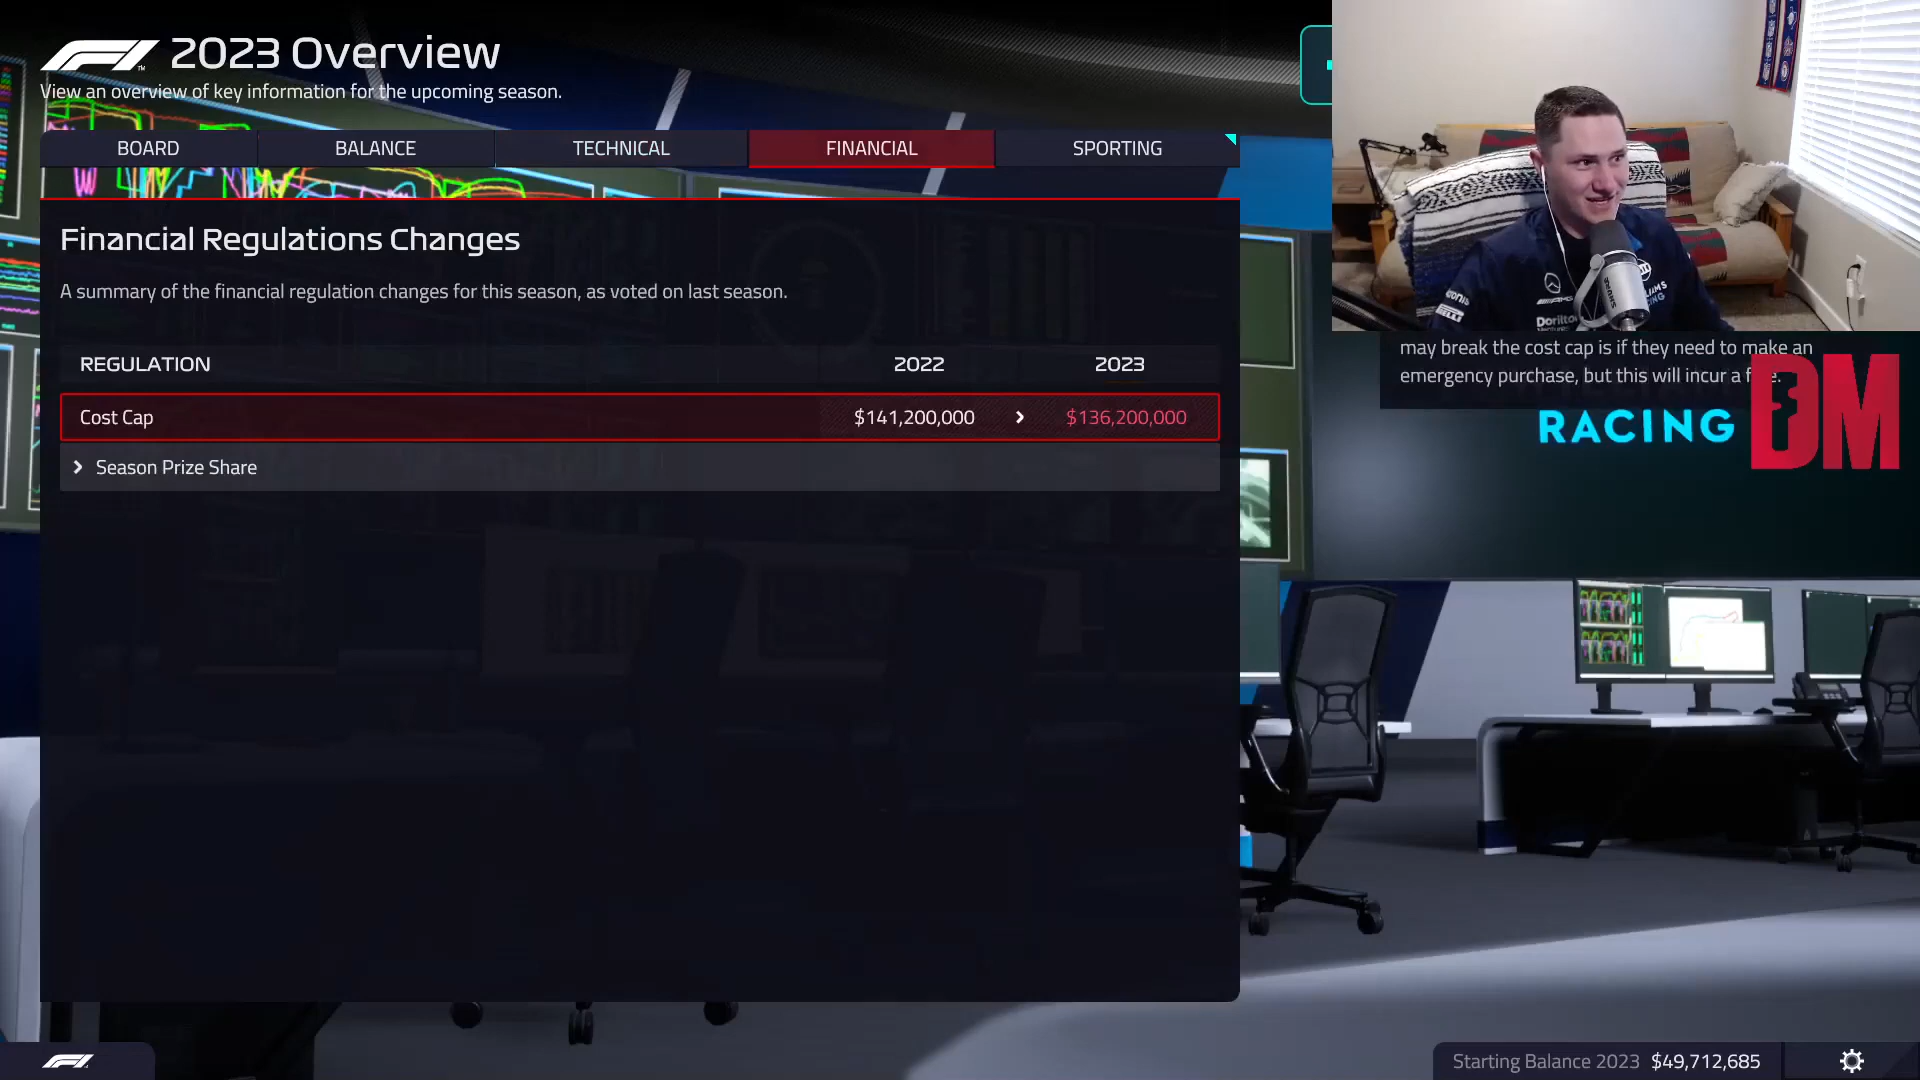 2023 Overview
View an overview of key information for the upcoming season.
BOARD
BALANCE
TECHNICAL
FINANCIAL
SPORTING
Financial Regulations Changes
A summary of the financial regulation changes for this season, as voted on last season.
REGULATION 2022 2023
Cost Cap $141,200,000 $136,200,000
Season Prize Share
may break the cost cap is if they need to make an
emergency purchase, but this will incur a
RACING
DM
Starting Balance 2023 $49,712,685